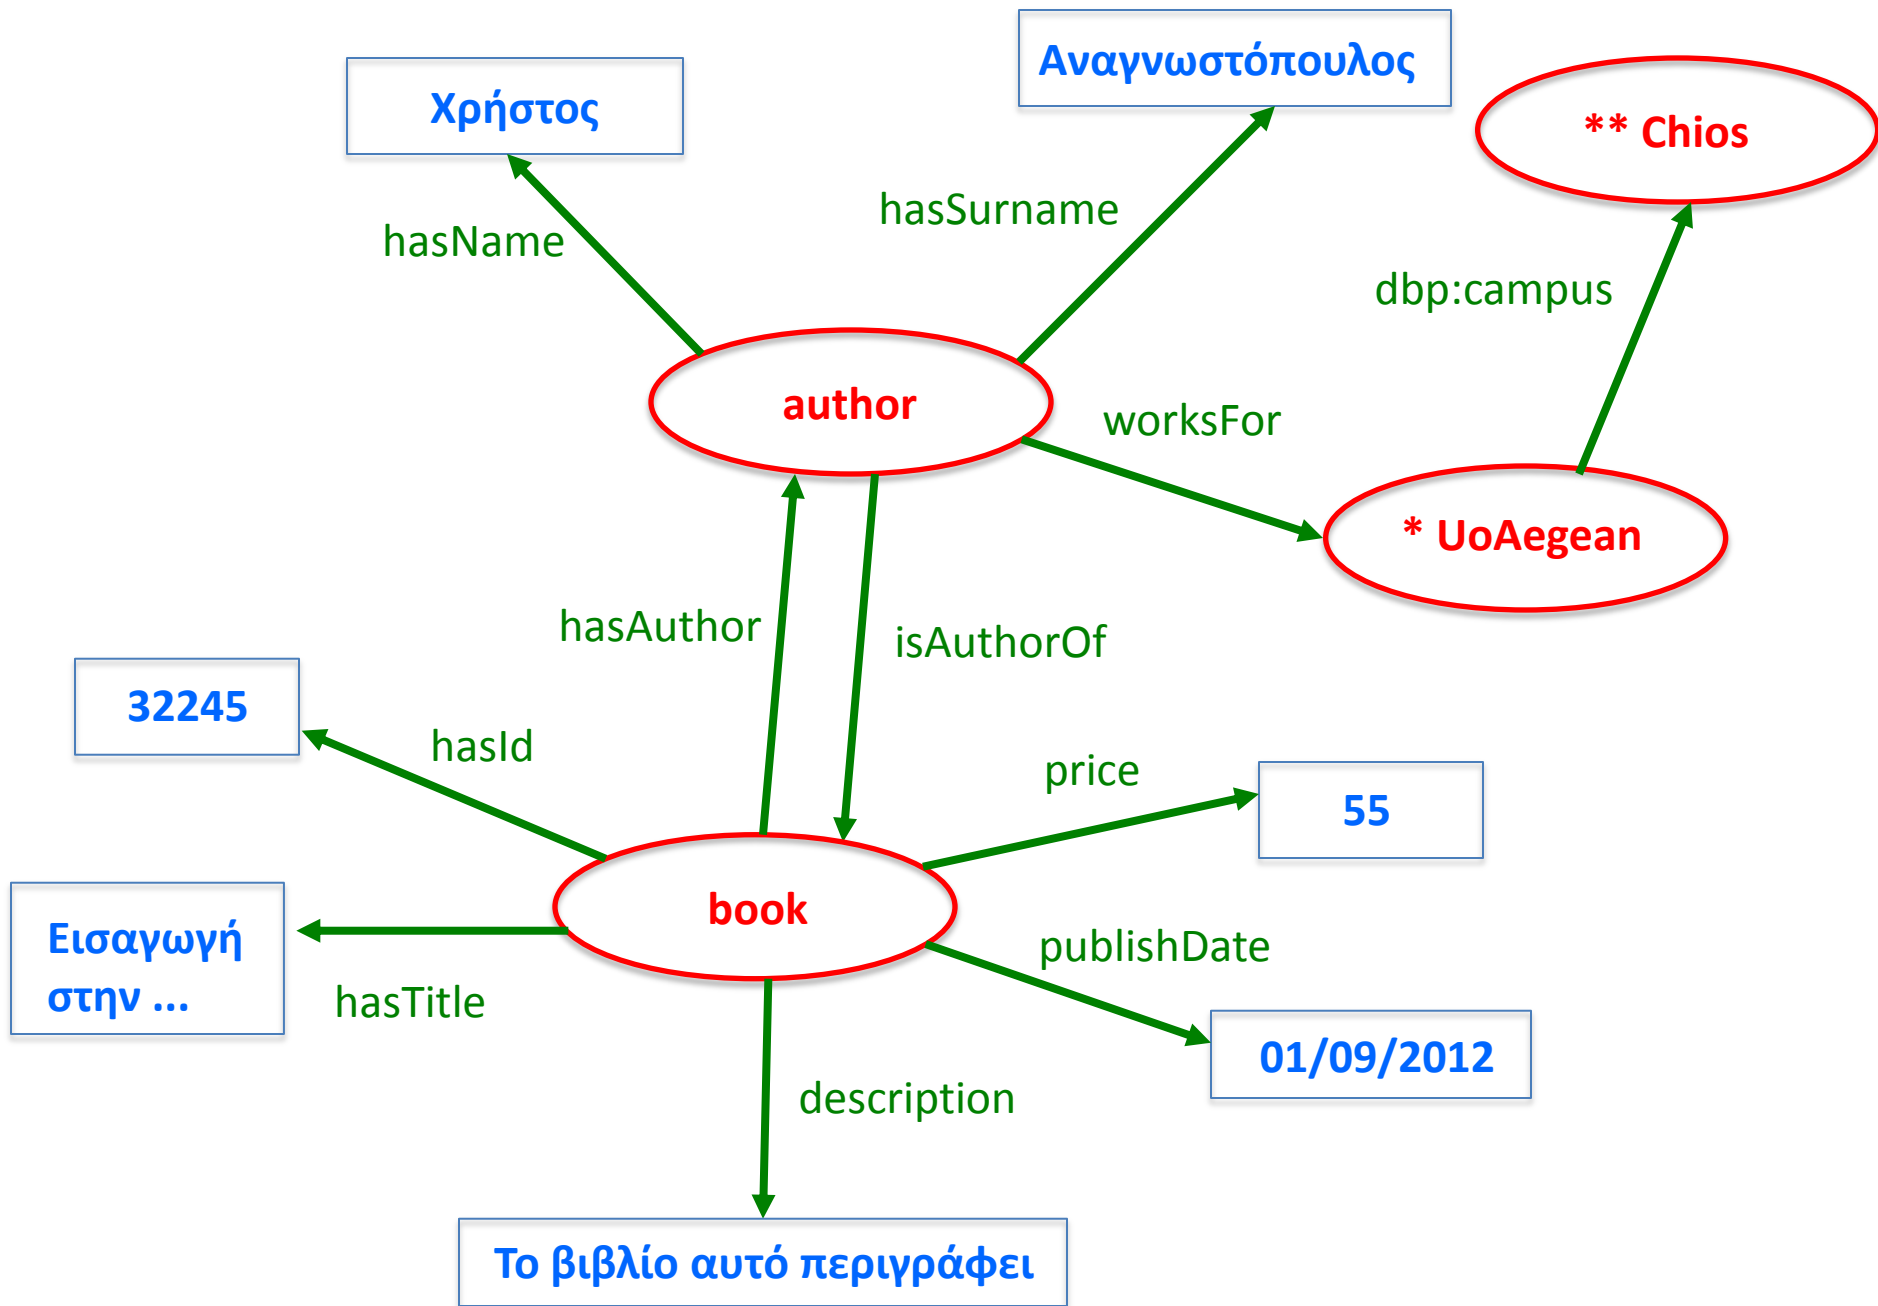 Αναγνωστόπουλος
Χρήστος
** Chios
hasSurname
hasName
dbp:campus
author
worksFor
* UoAegean
hasAuthor
isAuthorOf
32245
hasId
price
55
book
Εισαγωγή
στην ...
publishDate
hasTitle
01/09/2012
description
Το βιβλίο αυτό περιγράφει